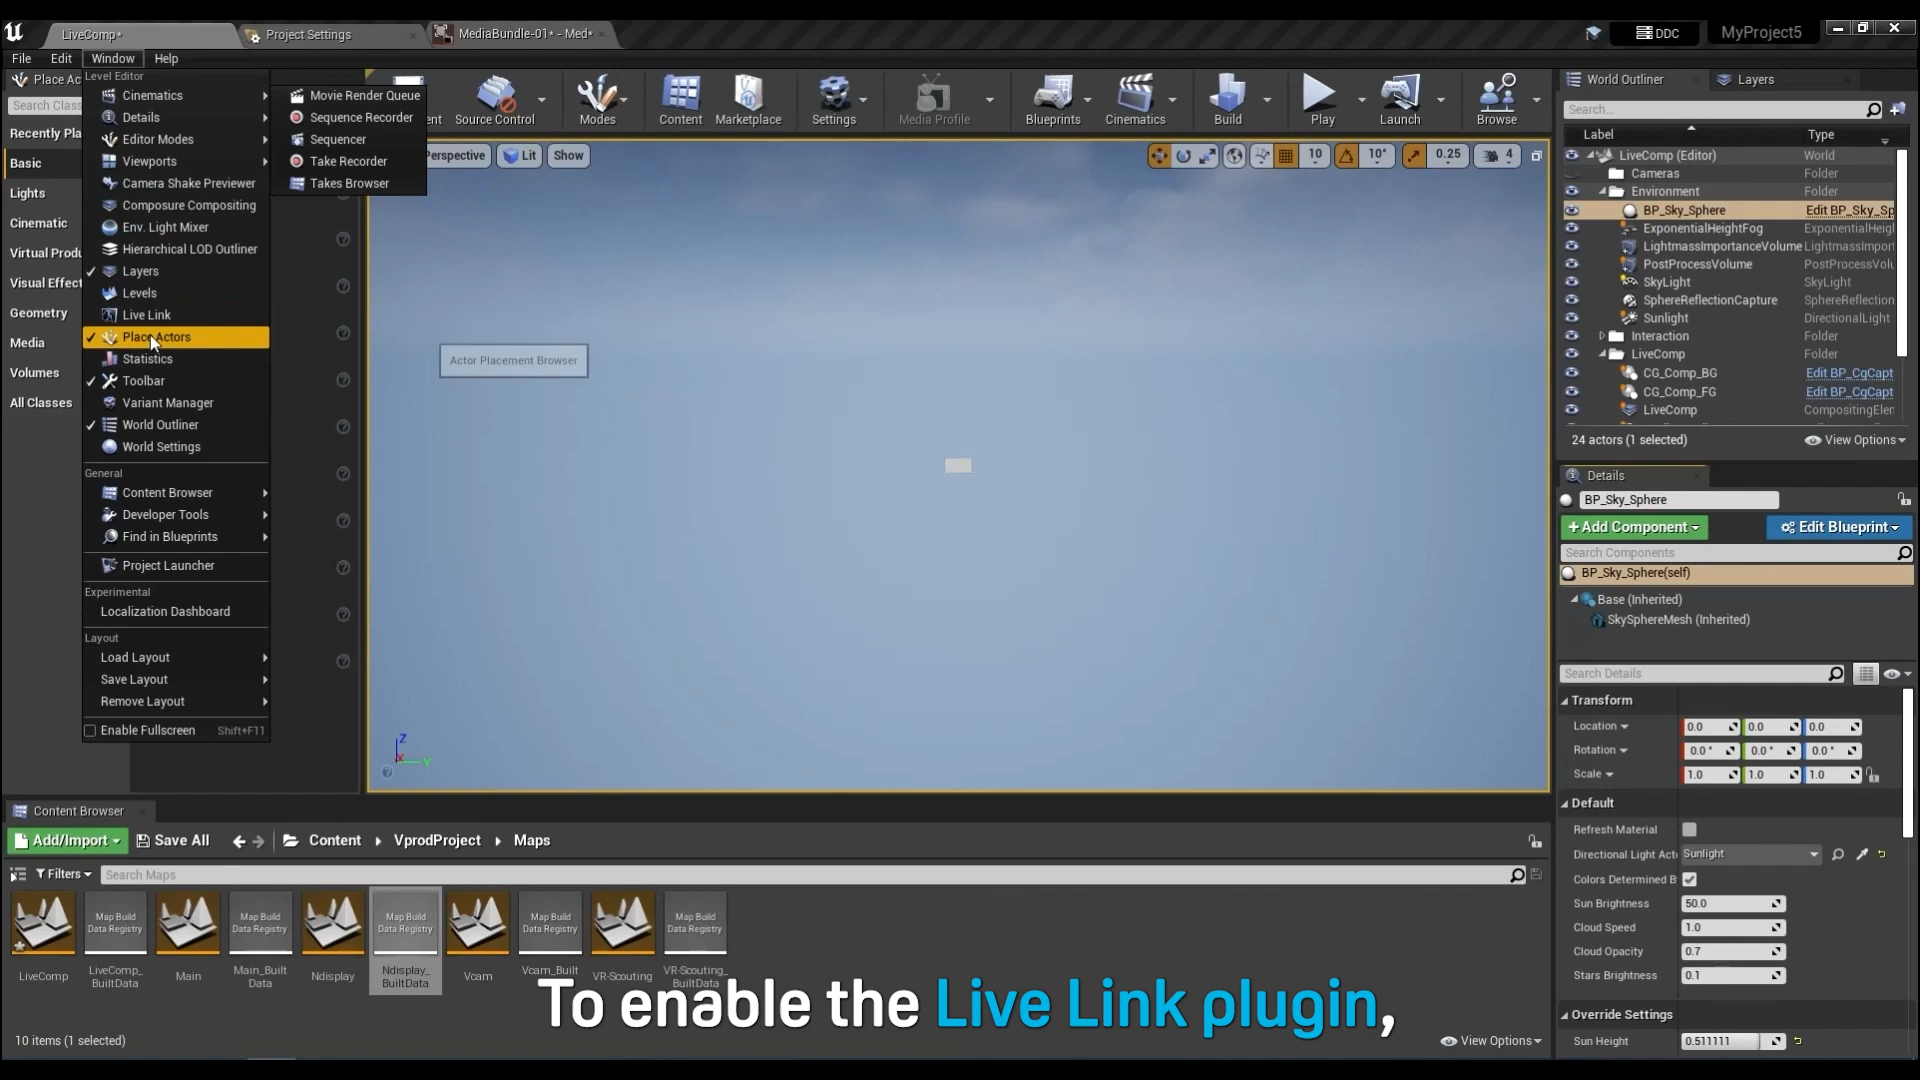 LiveComp*
Project Settings
MediaBundle-01* - Med*
DDC
MyProject5
File
Edit
Window
Help
Place Ac
Search Clas
Recently Pla
Basic
Lights
Cinematic
Virtual Produ
Visual Effect
Geometry
Media
Volumes
All Classes
Level Editor
Cinematics
Details
Editor Modes
Viewports
Camera Shake Previewer
Composure Compositing
Env. Light Mixer
Hierarchical LOD Outliner
Layers
Levels
Live Link
Place Actors
Statistics
Toolbar
Variant Manager
World Outliner
World Settings
General
Content Browser
Developer Tools
Find in Blueprints
Project Launcher
Experimental
Localization Dashboard
Layout
Load Layout
Save Layout
Remove Layout
Enable Fullscreen Shift+F11
Movie Render Queue
Sequence Recorder
Sequencer
Take Recorder
Takes Browser
ent
Source Control
Modes
Content
Marketplace
Settings
Media Profile
Blueprints
Cinematics
Build
Play
Launch
Browse
Perspective
Lit
Show
10
10°
0.25
4
Actor Placement Browser
Z
X
Y
World Outliner
Layers
Search...
Label
Type
LiveComp (Editor) World
Cameras Folder
Environment Folder
BP_Sky_Sphere Edit BP_Sky_Sp
ExponentialHeightFog ExponentialHeigl
LightmassImportanceVolume LightmassImport
PostProcessVolume PostProcessVolu
SkyLight SkyLight
SphereReflectionCapture SphereReflection
Sunlight DirectionalLight
Interaction Folder
LiveComp Folder
CG_Comp_BG Edit BP_CgCapt
CG_Comp_FG Edit BP_CgCapt
LiveComp CompositingElen
24 actors (1 selected)
View Options
Details
BP_Sky_Sphere
+Add Component
Edit Blueprint
Search Components
BP_Sky_Sphere(self)
Base (Inherited)
SkySphereMesh (Inherited)
Search Details
Transform
Location 0.0 0.0 0.0
Rotation 0.0° 0.0° 0.0°
Scale 1.0 1.0 1.0
Default
Refresh Material
Directional Light Acto Sunlight
Colors Determined B
Sun Brightness 50.0
Cloud Speed 1.0
Cloud Opacity 0.7
Stars Brightness 0.1
Override Settings
Sun Height 0.511111
Content Browser
Add/Import
Save All
Content
VprodProject
Maps
Filters
Search Maps
Map Build
Data Registry
Map Build
Data Registry
Map Build
Data Registry
Map Build
Data Registry
Map Build
Data Registry
LiveComp
LiveComp_
BuiltData
Main
Main_Built
Data
Ndisplay
Ndisplay_
BuiltData
Vcam
Vcam_Built
Data
VR-Scouting
VR-Scouting_
BuiltData
To enable the Live Link plugin,
10 items (1 selected)
View Options